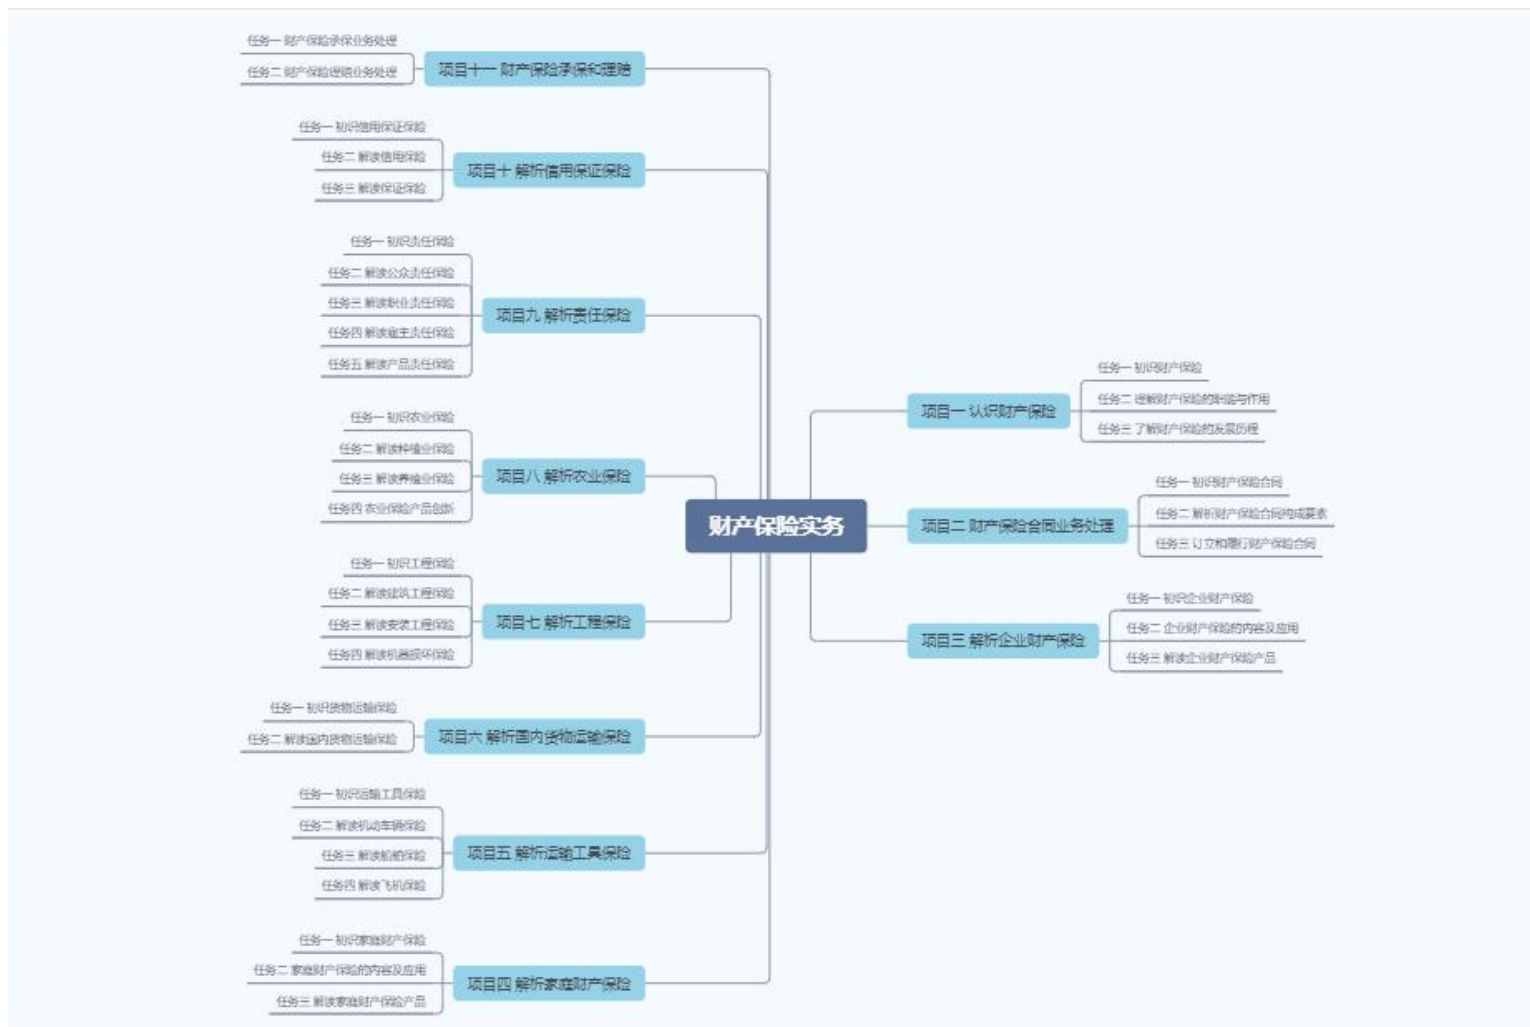 财产保险实务
项目一 认识财产保险
任务一 初识财产保险
任务二 理解财产保险的职能与作用
任务三 了解财产保险的发展历程
项目二 财产保险合同业务处理
任务一 初识财产保险合同
任务二 解析财产保险合同构成要素
任务三 订立和履行财产保险合同
项目三 解析企业财产保险
任务一 初识企业财产保险
任务二 企业财产保险的内容及应用
任务三 解读企业财产保险产品
项目四 解析家庭财产保险
任务一 初识家庭财产保险
任务二 家庭财产保险的内容及应用
任务三 解读家庭财产保险产品
项目五 解析运输工具保险
任务一 初识运输工具保险
任务二 解读机动车辆保险
任务三 解读船舶保险
任务四 解读飞机保险
项目六 解析国内货物运输保险
任务一 初识货物运输保险
任务二 解读国内货物运输保险
项目七 解析工程保险
任务一 初识工程保险
任务二 解读建筑工程保险
任务三 解读安装工程保险
任务四 解读机器损坏保险
项目八 解析农业保险
任务一 初识农业保险
任务二 解读种植业保险
任务三 解读养殖业保险
任务四 农业保险产品创新
项目九 解析责任保险
任务一 初识责任保险
任务二 解读公众责任保险
任务三 解读职业责任保险
任务四 解读雇主责任保险
任务五 解读产品责任保险
项目十 解析信用保证保险
任务一 初识信用保证保险
任务二 解读信用保险
任务三 解读保证保险
项目十一 财产保险承保和理赔
任务一 财产保险承保业务处理
任务二 财产保险理赔业务处理